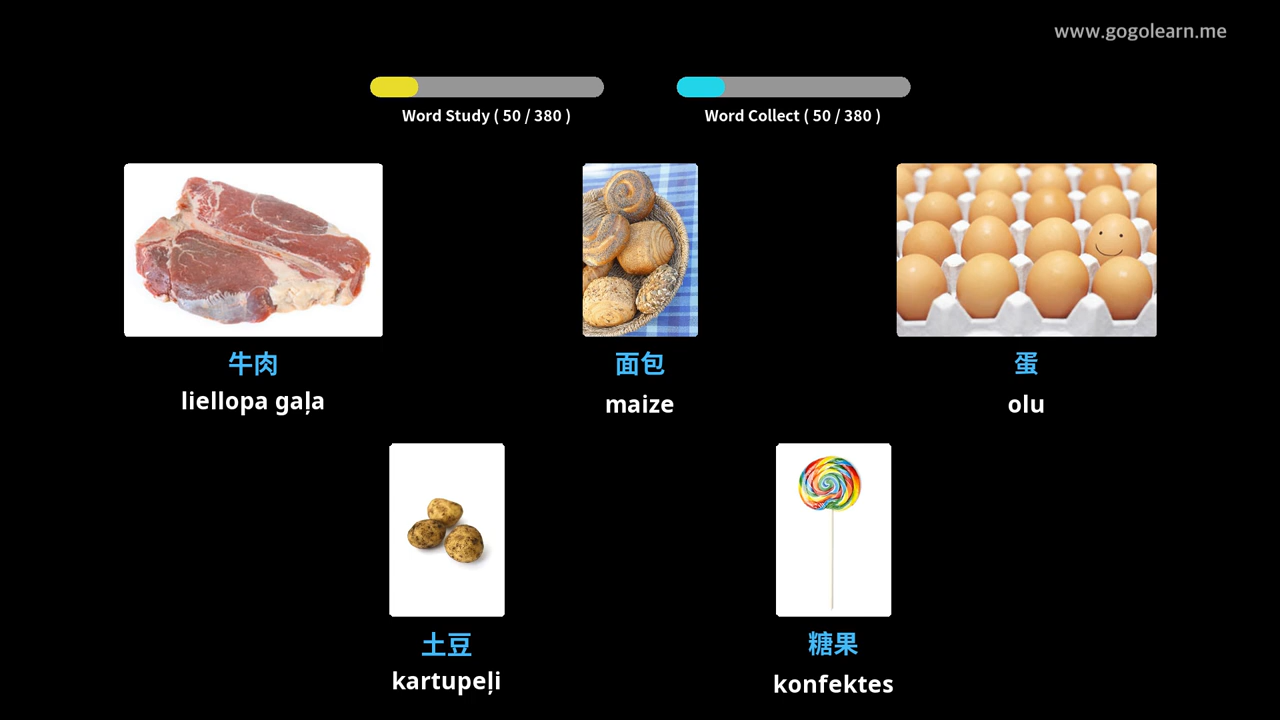 www.gogolearn.me
Word Study ( 50 / 380 )
Word Collect ( 50 / 380 )
牛肉
liellopa gaļa
面包
maize
蛋
olu
土豆
kartupeļi
糖果
konfektes